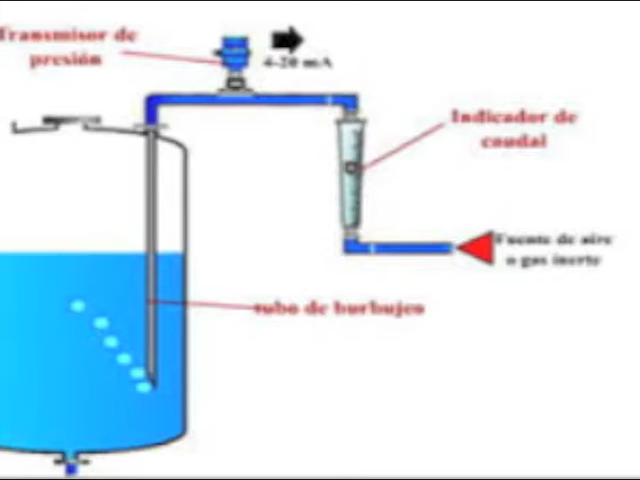 Transmisor de
presión
4-20 mA
Indicador de
caudal
Fuente de aire
o gas inerte
tubo de burbujeo